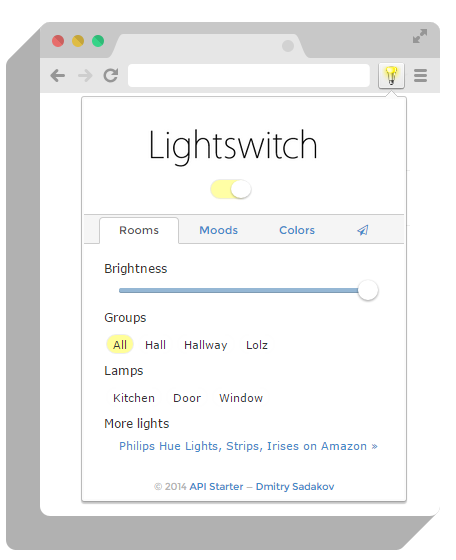 Lightswitch
Rooms Moods Colors
Brightness
Groups
All Hall Hallway Lolz
Lamps
Kitchen Door Window
More lights
Philips Hue Lights, Strips, Irises on Amazon »
© 2014 API Starter – Dmitry Sadakov